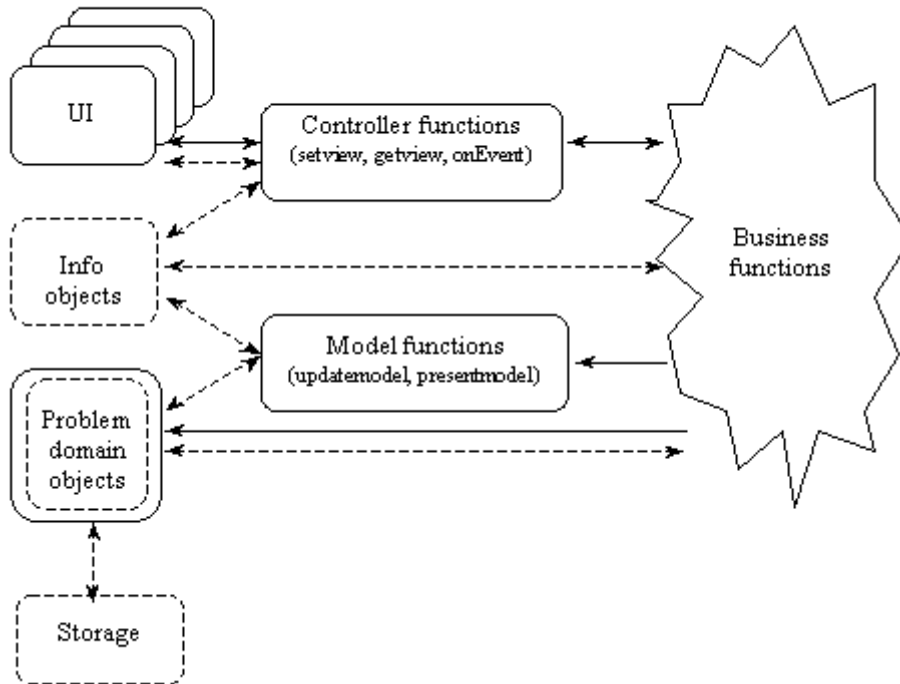 UI
Controller functions
(setview, getview, onEvent)
Info
objects
Business
functions
Model functions
(updatemodel, presentmodel)
Problem
domain
objects
Storage